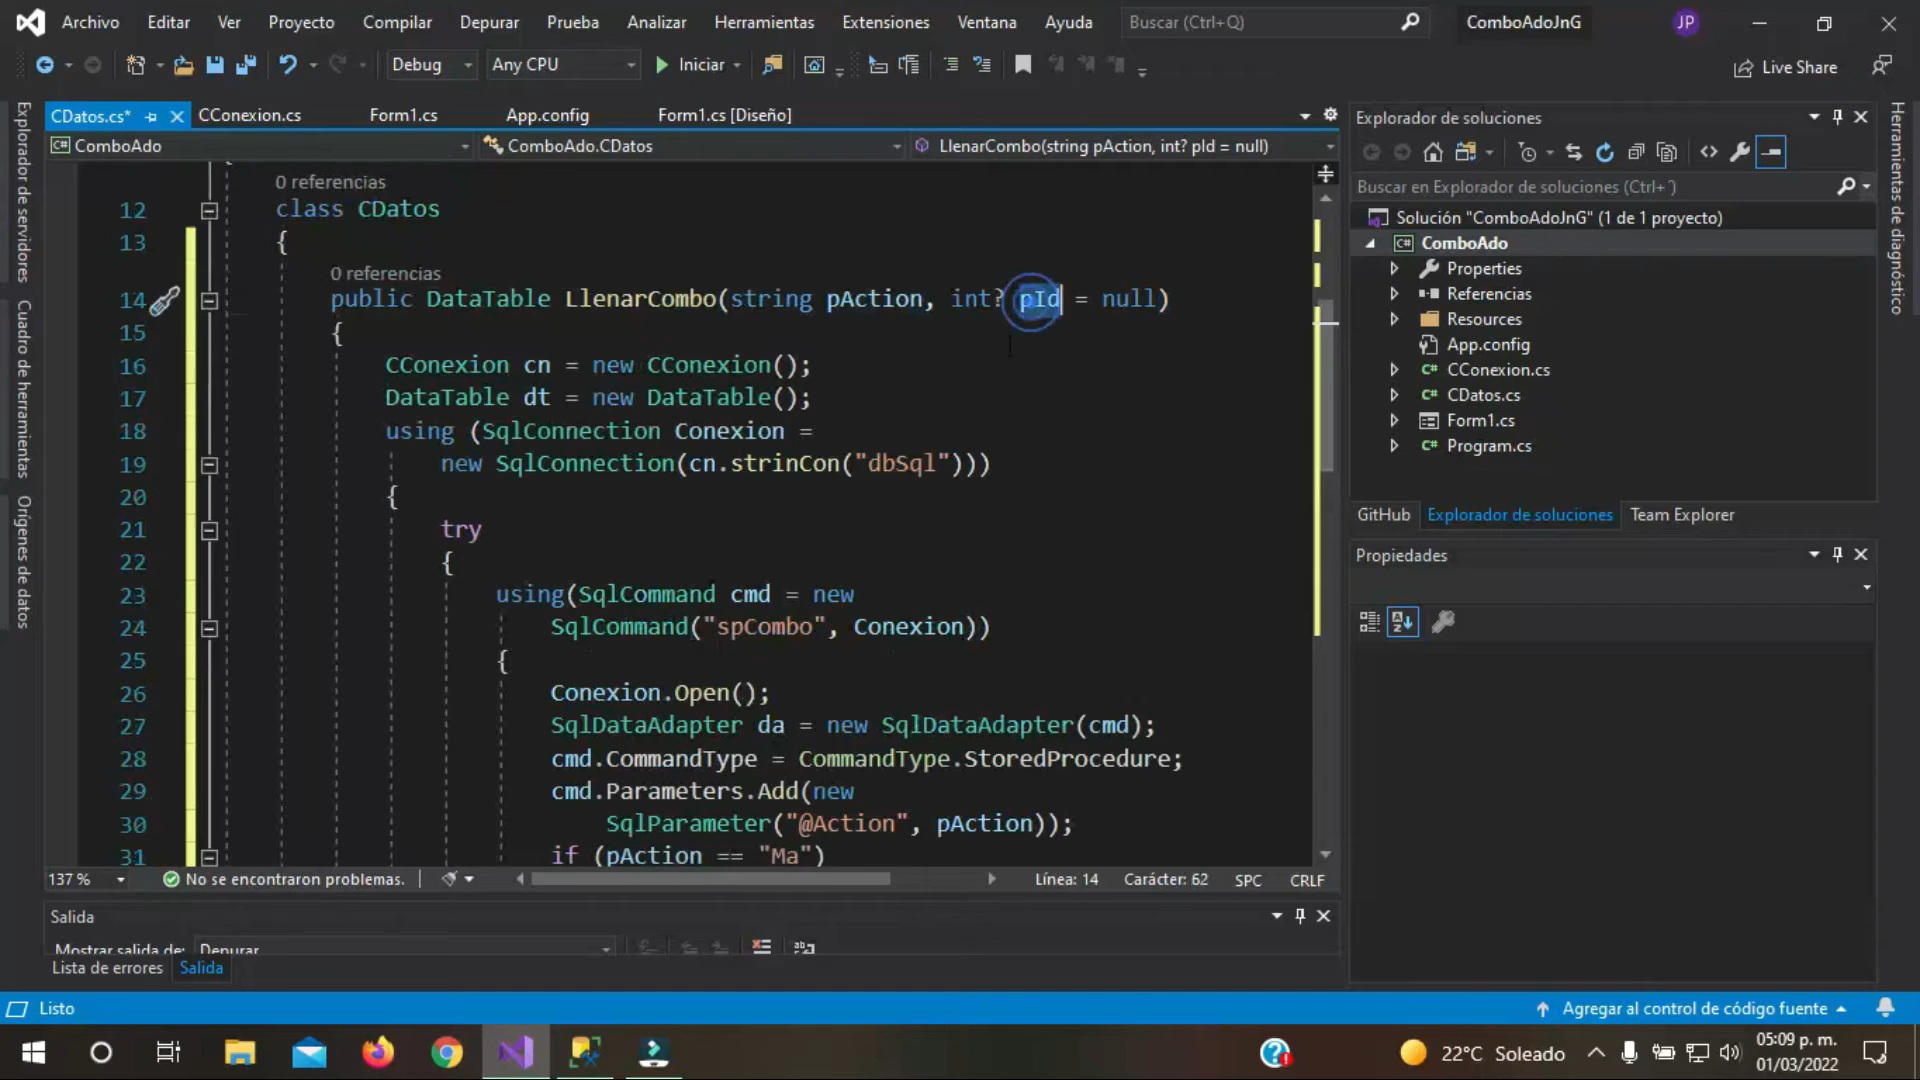 Archivo Editar Ver Proyecto Compilar Depurar Prueba Analizar Herramientas Extensiones Ventana Ayuda Buscar (Ctrl+Q) ComboAdoJnG JP
Debug Any CPU Iniciar Live Share
CDatos.cs* CConexion.cs Form1.cs App.config Form1.cs [Diseño]
ComboAdo ComboAdo.CDatos LlenarCombo(string pAction, int? pId = null)
0 referencias
12 class CDatos
13 {
0 referencias
14 public DataTable LlenarCombo(string pAction, int? pId = null)
15 {
16 CConexion cn = new CConexion();
17 DataTable dt = new DataTable();
18 using (SqlConnection Conexion =
19 new SqlConnection(cn.strinCon("dbSql")))
20 {
21 try
22 {
23 using(SqlCommand cmd = new
24 SqlCommand("spCombo", Conexion))
25 {
26 Conexion.Open();
27 SqlDataAdapter da = new SqlDataAdapter(cmd);
28 cmd.CommandType = CommandType.StoredProcedure;
29 cmd.Parameters.Add(new
30 SqlParameter("@Action", pAction));
31 if (pAction == "Ma")
137 % No se encontraron problemas. Línea: 14 Carácter: 62 SPC CRLF
Salida
Mostrar salida de: Depurar
Lista de errores Salida
Explorador de servidores
Cuadro de herramientas
Orígenes de datos
Explorador de soluciones
Buscar en Explorador de soluciones (Ctrl+´)
Solución "ComboAdoJnG" (1 de 1 proyecto)
C# ComboAdo
Properties
Referencias
Resources
App.config
C# CConexion.cs
C# CDatos.cs
Form1.cs
C# Program.cs
GitHub Explorador de soluciones Team Explorer
Propiedades
Herramientas de diagnóstico
Listo Agregar al control de código fuente
22°C Soleado
05:09 p. m.
01/03/2022